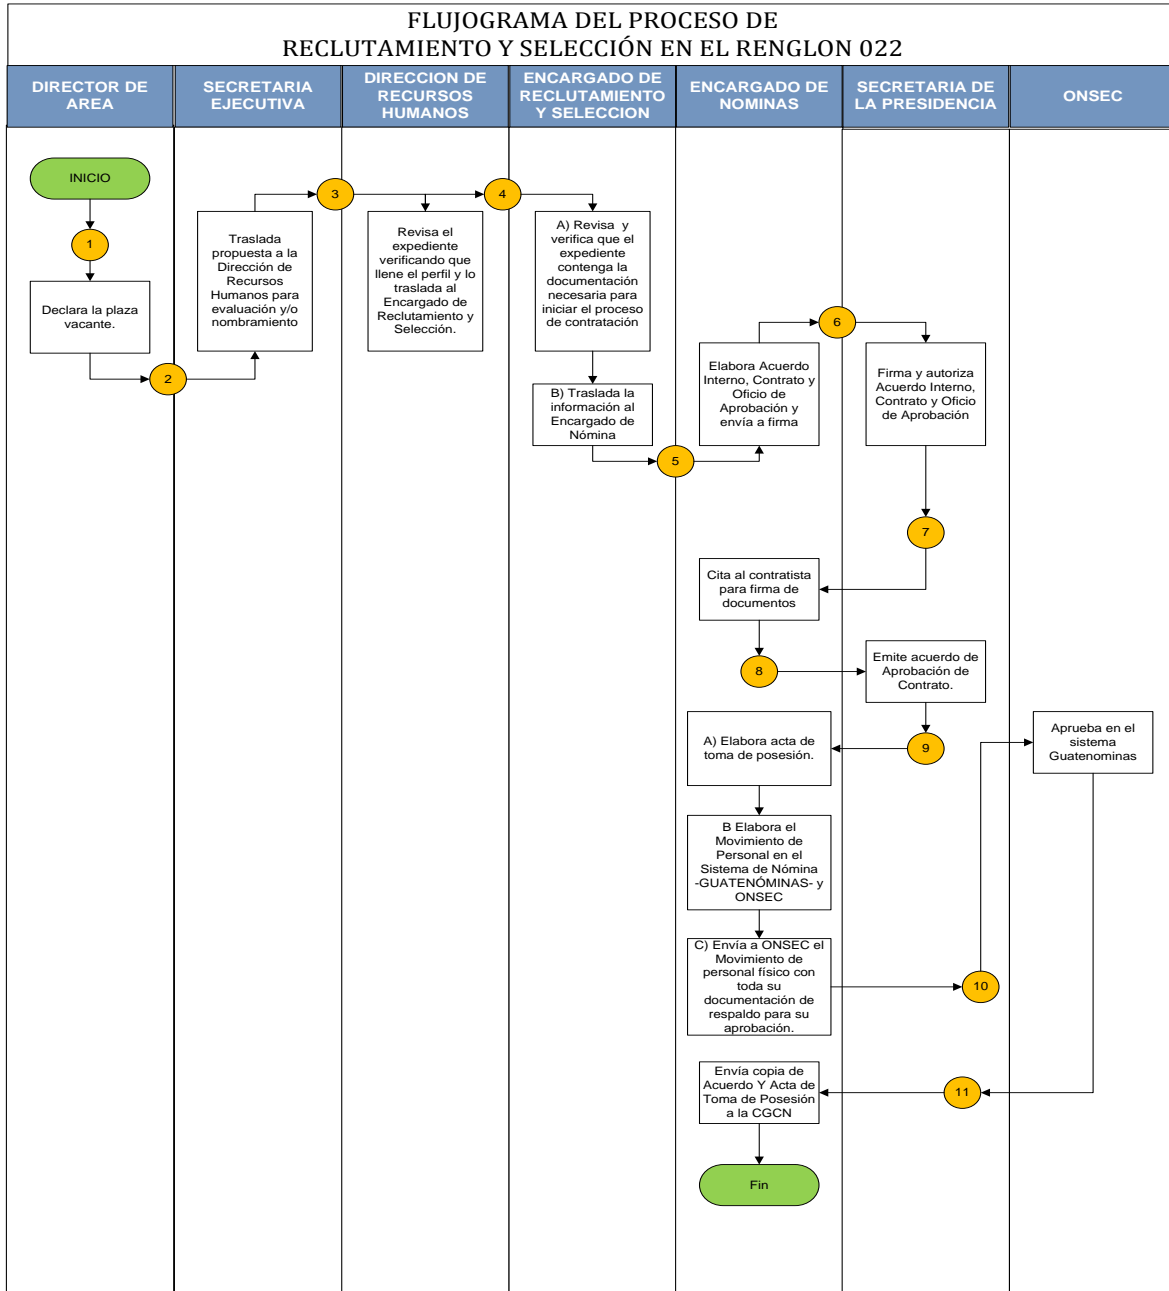 FLUJOGRAMA DEL PROCESO DE
RECLUTAMIENTO Y SELECCIÓN EN EL RENGLON 022
DIRECTOR DE
AREA
SECRETARIA
EJECUTIVA
DIRECCION DE
RECURSOS
HUMANOS
ENCARGADO DE
RECLUTAMIENTO
Y SELECCION
ENCARGADO DE
NOMINAS
SECRETARIA DE
LA PRESIDENCIA
ONSEC
INICIO
1
Declara la plaza
vacante.
2
Traslada
propuesta a la
Dirección de
Recursos
Humanos para
evaluación y/o
nombramiento
3
Revisa el
expediente
verificando que
llene el perfil y lo
traslada al
Encargado de
Reclutamiento y
Selección.
4
A) Revisa y
verifica que el
expediente
contenga la
documentación
necesaria para
iniciar el proceso
de contratación
B) Traslada la
información al
Encargado de
Nómina
5
Elabora Acuerdo
Interno, Contrato y
Oficio de
Aprobación y
envía a firma
6
Firma y autoriza
Acuerdo Interno,
Contrato y Oficio
de Aprobación
7
Cita al contratista
para firma de
documentos
8
Emite acuerdo de
Aprobación de
Contrato.
9
A) Elabora acta de
toma de posesión.
B Elabora el
Movimiento de
Personal en el
Sistema de Nómina
-GUATENÓMINAS- y
ONSEC
C) Envía a ONSEC el
Movimiento de
personal físico con
toda su
documentación de
respaldo para su
aprobación.
10
Aprueba en el
sistema
Guatenominas
11
Envía copia de
Acuerdo Y Acta de
Toma de Posesión
a la CGCN
Fin